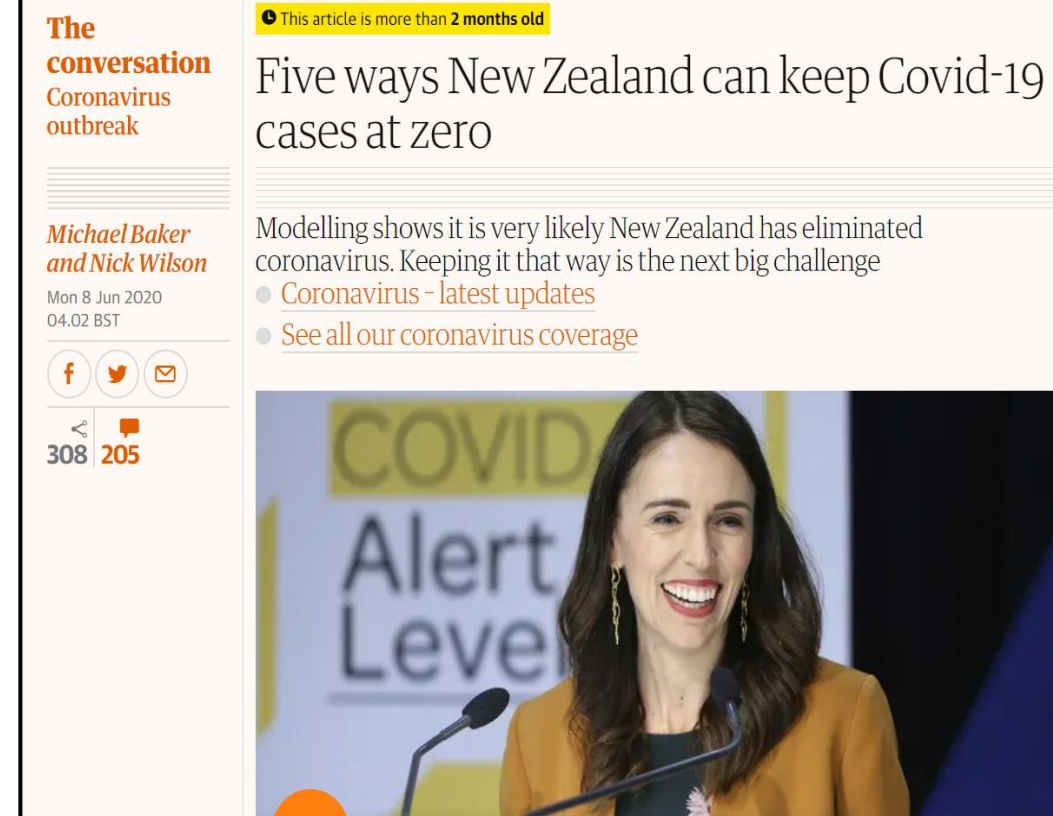 The
conversation
Coronavirus
outbreak
Michael Baker
and Nick Wilson
Mon 8 Jun 2020
04.02 BST
308 205
This article is more than 2 months old
Five ways New Zealand can keep Covid-19
cases at zero
Modelling shows it is very likely New Zealand has eliminated
coronavirus. Keeping it that way is the next big challenge
Coronavirus – latest updates
See all our coronavirus coverage
COVID
Alert
Level